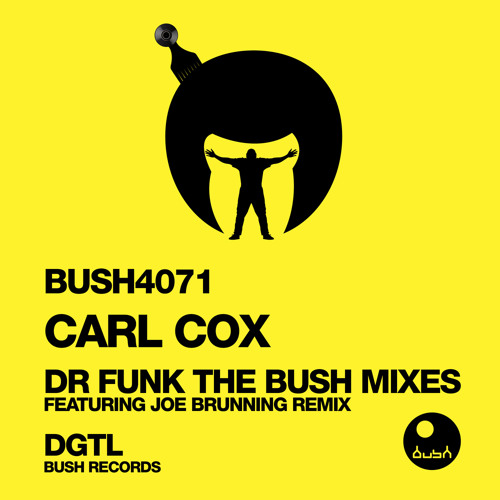 BUSH4071
CARL COX
DR FUNK THE BUSH MIXES
FEATURING JOE BRUNNING REMIX
DGTL
BUSH RECORDS
bush